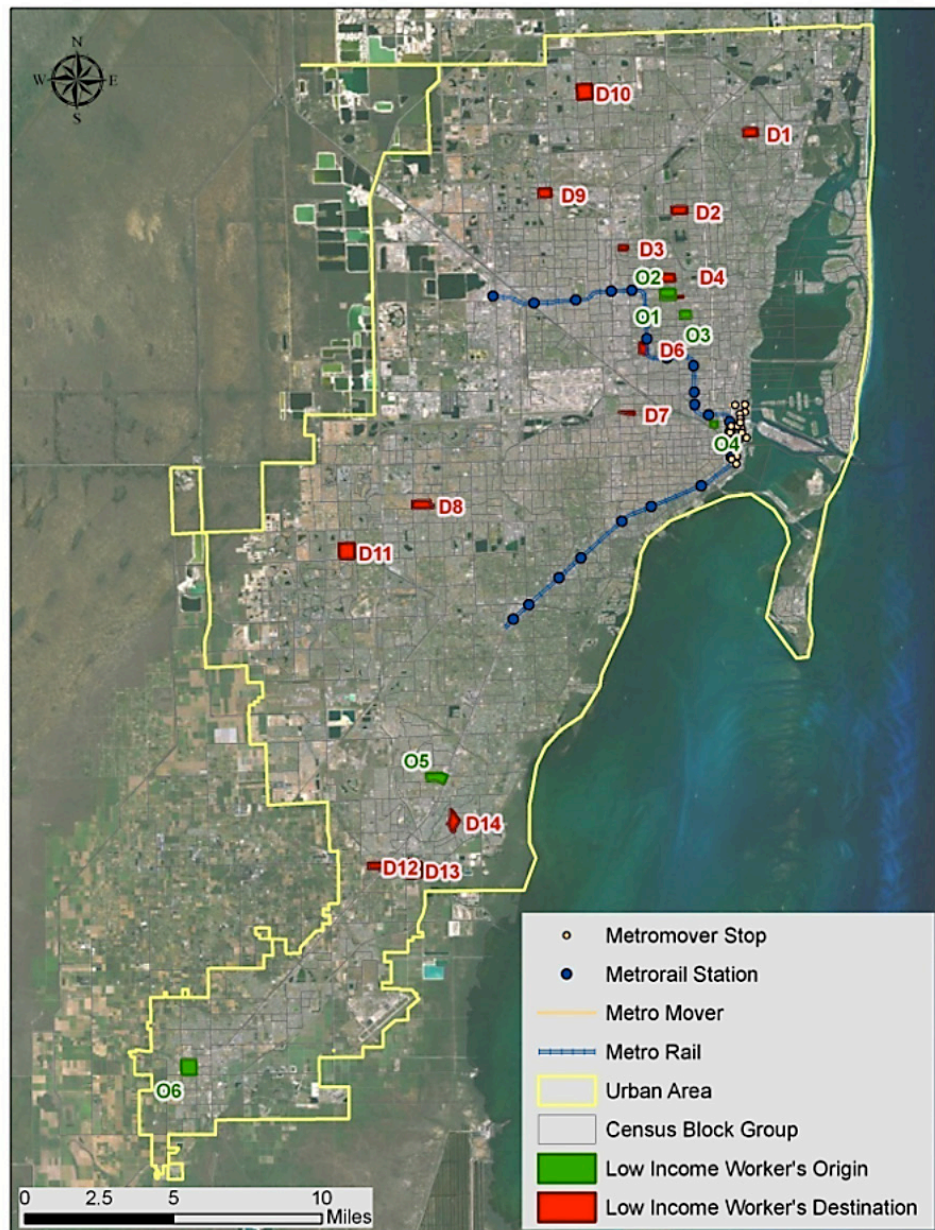 N
W E
S
D10
D1
D9
D2
D3
O2 D4
O1 O3
D6
D7
O4
D8
D11
O5
D14
D12 D13
O6
Metromover Stop
Metrorail Station
Metro Mover
Metro Rail
Urban Area
Census Block Group
Low Income Worker's Origin
Low Income Worker's Destination
0 2.5 5 10
Miles